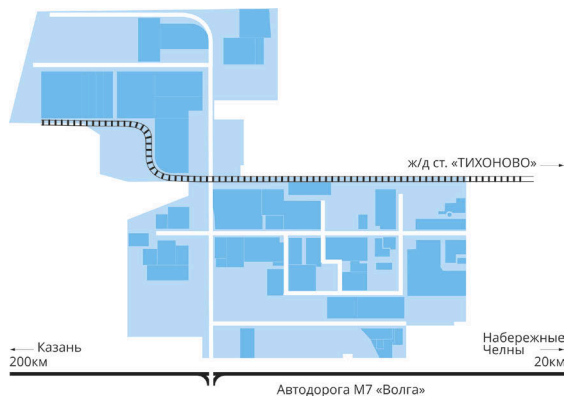 ж/д ст. «ТИХОНОВО»
Казань
200км
Набережные
Челны
20км
Автодорога М7 «Волга»